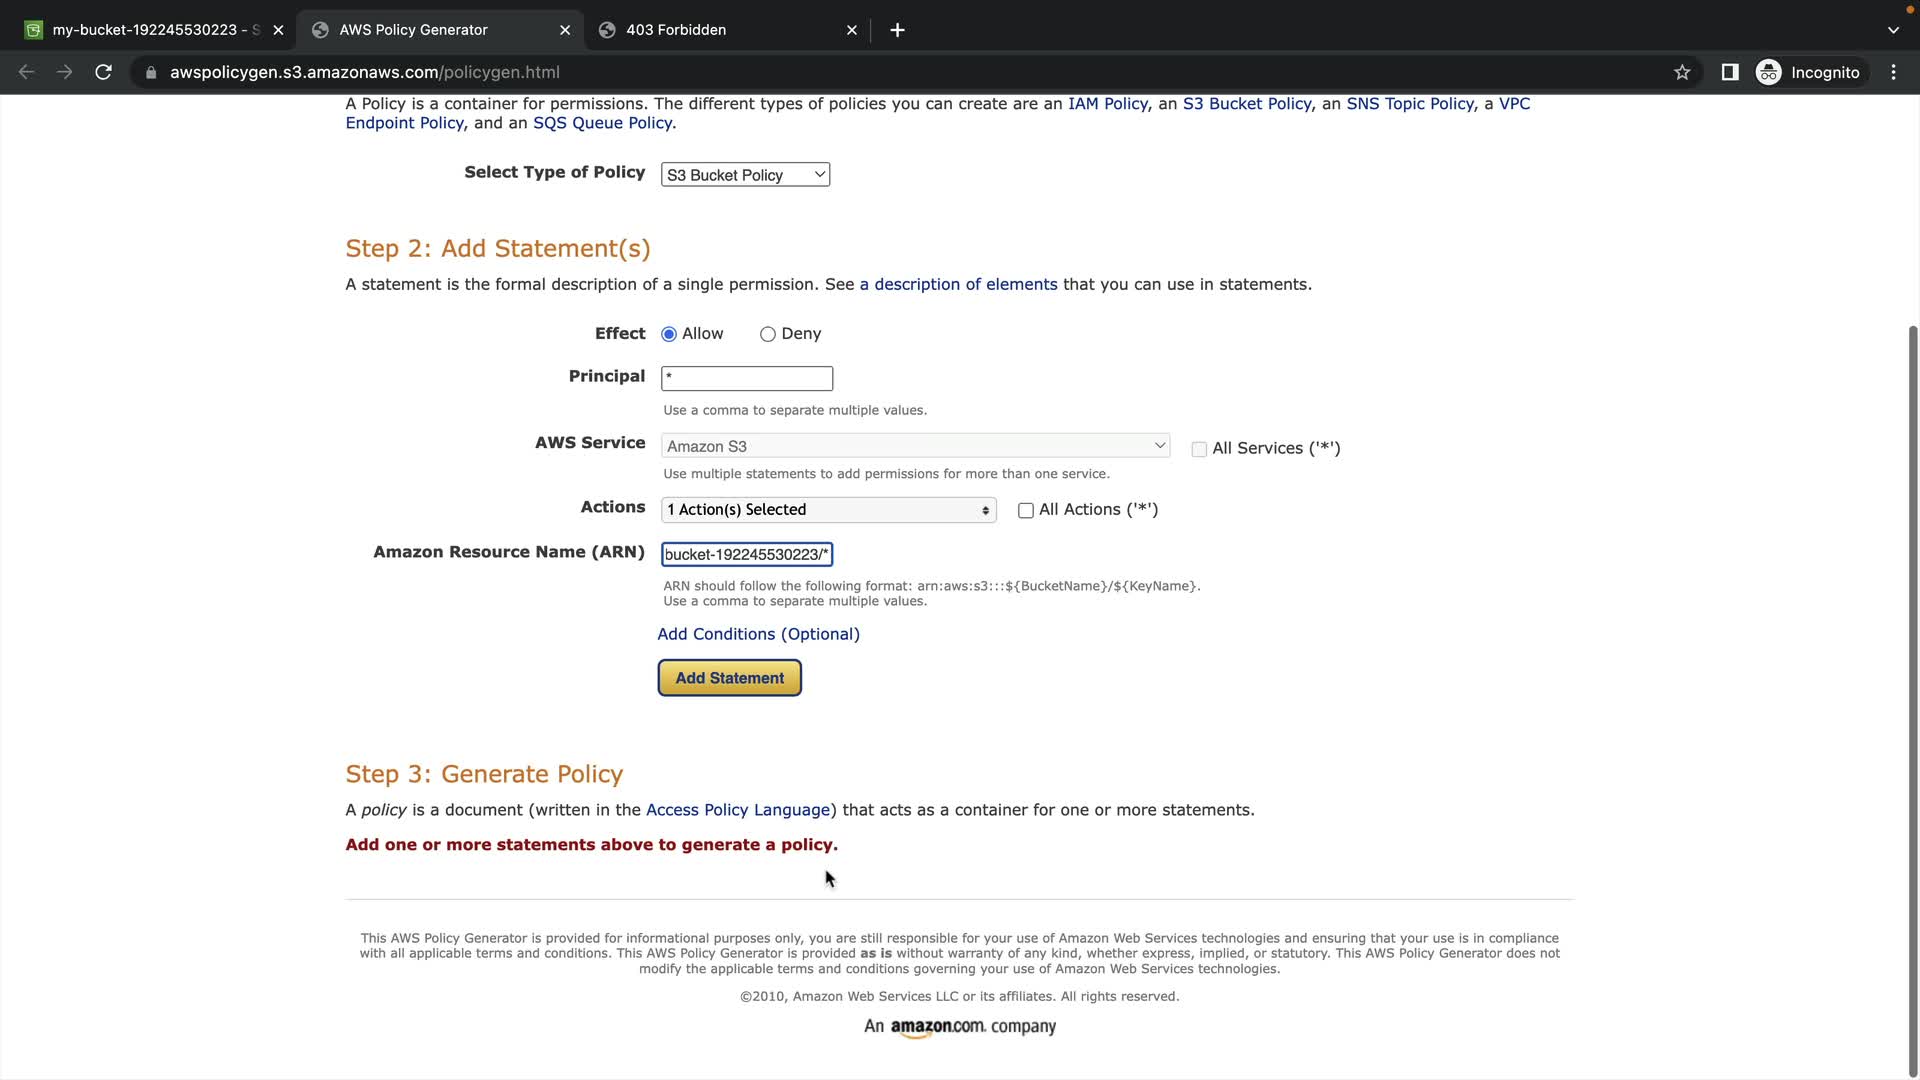 my-bucket-192245530223 - S
AWS Policy Generator
403 Forbidden
awspolicygen.s3.amazonaws.com/policygen.html
Incognito
A Policy is a container for permissions. The different types of policies you can create are an IAM Policy, an S3 Bucket Policy, an SNS Topic Policy, a VPC
Endpoint Policy, and an SQS Queue Policy.
Select Type of Policy S3 Bucket Policy
Step 2: Add Statement(s)
A statement is the formal description of a single permission. See a description of elements that you can use in statements.
Effect Allow Deny
Principal *
Use a comma to separate multiple values.
AWS Service Amazon S3 All Services ('*')
Use multiple statements to add permissions for more than one service.
Actions 1 Action(s) Selected All Actions ('*')
Amazon Resource Name (ARN) bucket-192245530223/*
ARN should follow the following format: arn:aws:s3:::${BucketName}/${KeyName}.
Use a comma to separate multiple values.
Add Conditions (Optional)
Add Statement
Step 3: Generate Policy
A policy is a document (written in the Access Policy Language) that acts as a container for one or more statements.
Add one or more statements above to generate a policy.
This AWS Policy Generator is provided for informational purposes only, you are still responsible for your use of Amazon Web Services technologies and ensuring that your use is in compliance
with all applicable terms and conditions. This AWS Policy Generator is provided as is without warranty of any kind, whether express, implied, or statutory. This AWS Policy Generator does not
modify the applicable terms and conditions governing your use of Amazon Web Services technologies.
©2010, Amazon Web Services LLC or its affiliates. All rights reserved.
An amazon.com. company